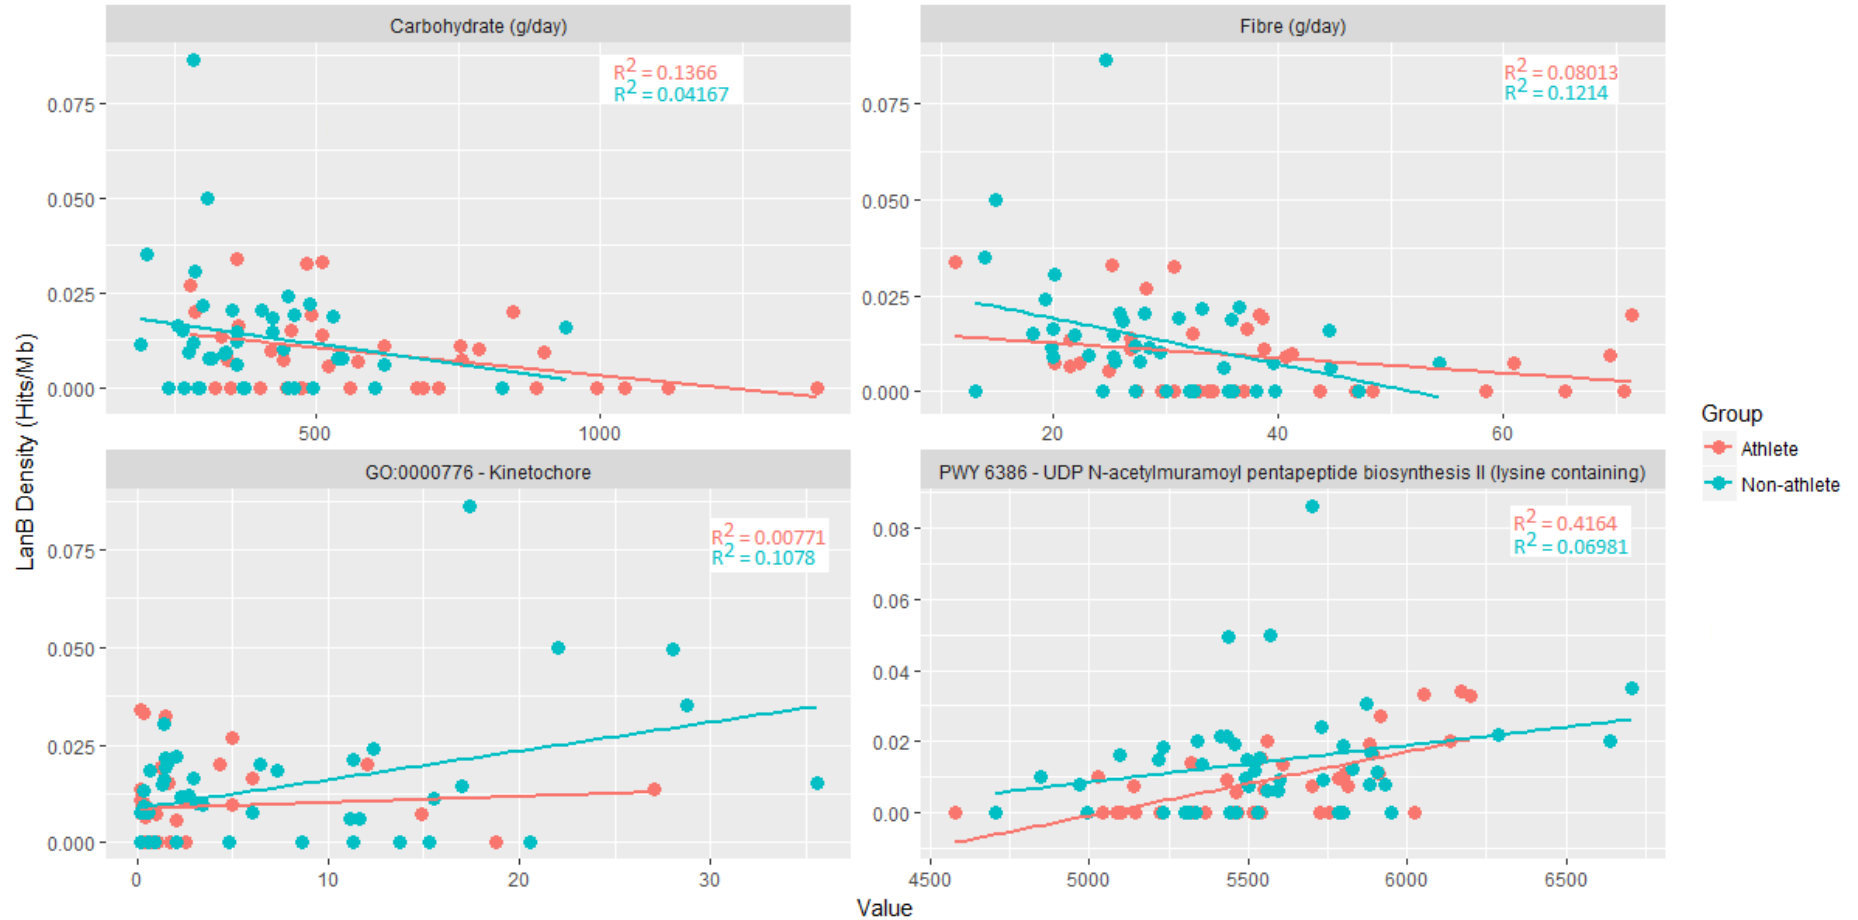 Carbohydrate (g/day)
R2 = 0.1366
R2 = 0.04167
0.075
0.050
0.025
0.000
500
1000
Fibre (g/day)
R2 = 0.08013
R2 = 0.1214
0.075
0.050
0.025
0.000
20
40
60
GO:0000776 - Kinetochore
R2 = 0.00771
R2 = 0.1078
0.075
0.050
0.025
0.000
0
10
20
30
PWY 6386 - UDP N-acetylmuramoyl pentapeptide biosynthesis II (lysine containing)
R2 = 0.4164
R2 = 0.06981
0.08
0.06
0.04
0.02
0.00
4500
5000
5500
6000
6500
LanB Density (Hits/Mb)
Value
Group
Athlete
Non-athlete